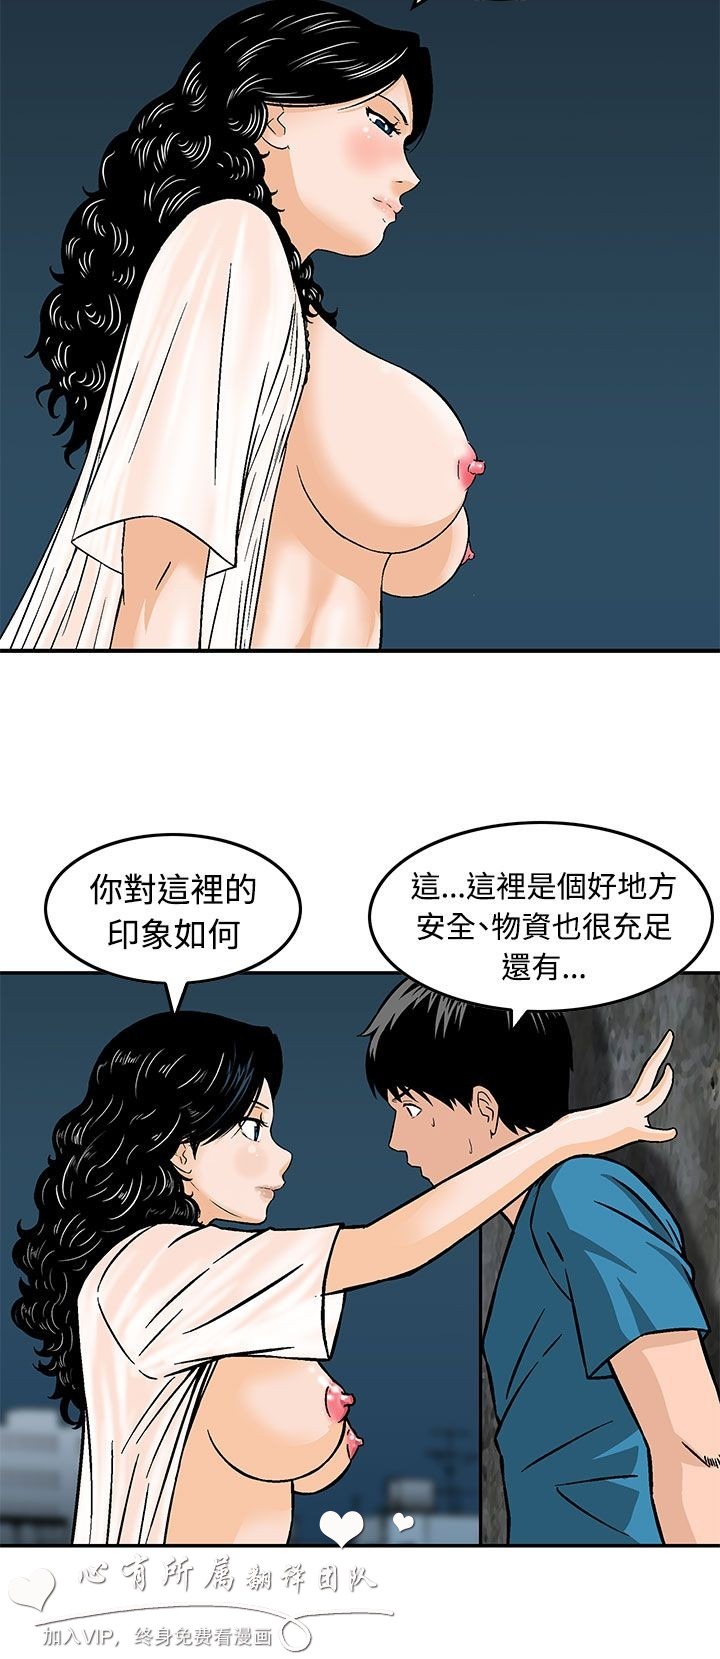 你對這裡的
印象如何
這...這裡是個好地方
安全、物資也很充足
還有...
心有所属翻译团队
加入VIP，终身免费看漫画